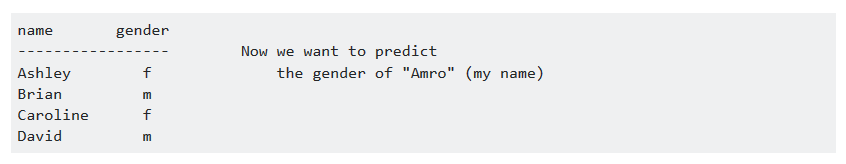 name gender
----------------- Now we want to predict
Ashley f the gender of "Amro" (my name)
Brian m
Caroline f
David m